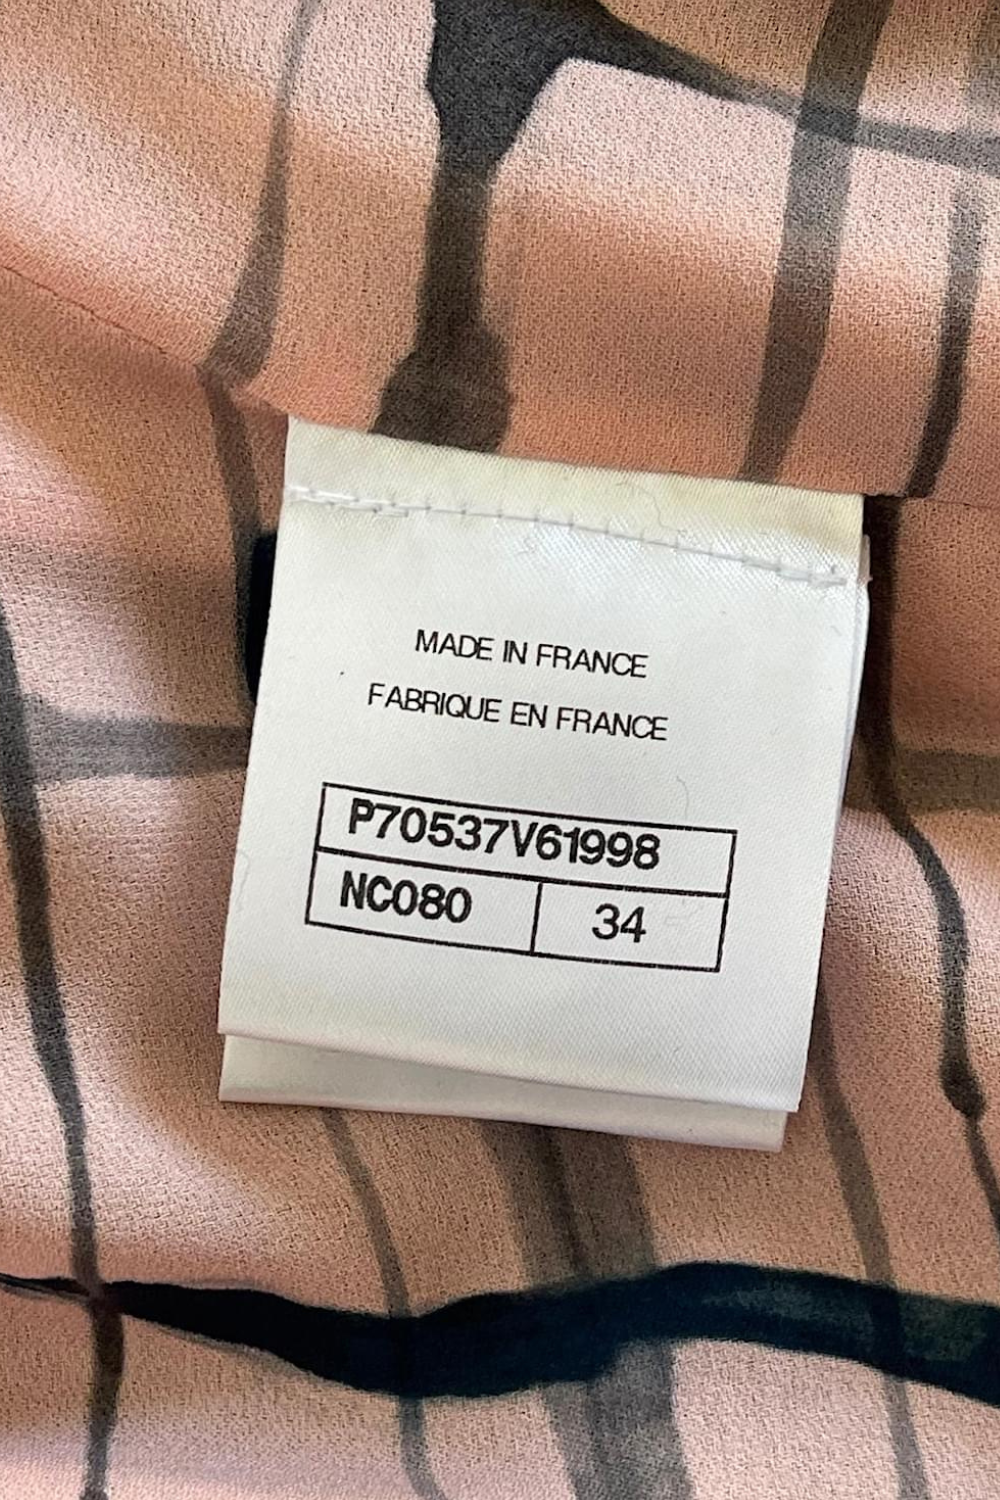 MADE IN FRANCE
FABRIQUE EN FRANCE
P70537V61998
NC080 34